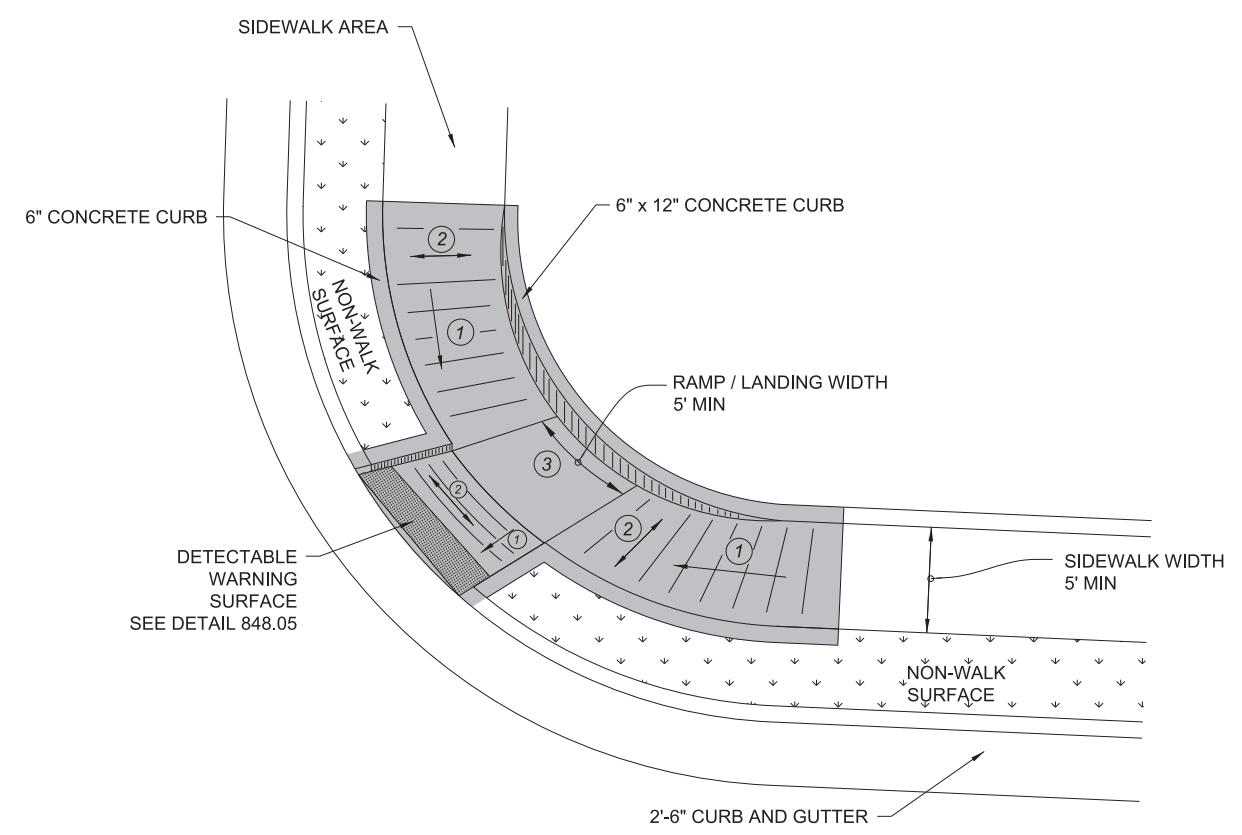 SIDEWALK AREA
6" CONCRETE CURB
6" x 12" CONCRETE CURB
2
NON-WALK
SURFACE
1
RAMP / LANDING WIDTH
5' MIN
3
2
1
2
1
DETECTABLE
WARNING
SURFACE
SEE DETAIL 848.05
SIDEWALK WIDTH
5' MIN
NON-WALK
SURFACE
2'-6" CURB AND GUTTER